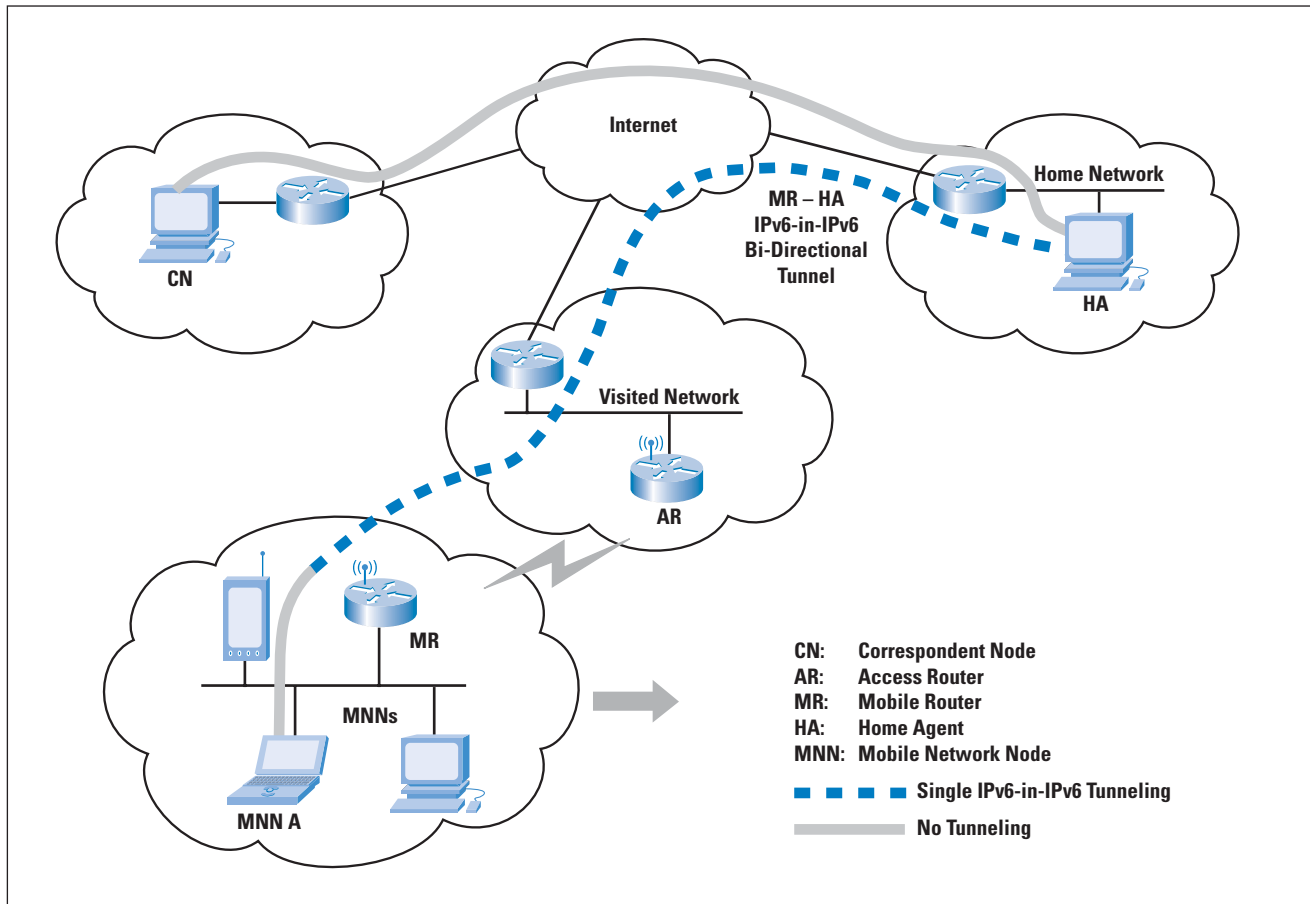 Internet
Home Network
MR – HA
IPv6-in-IPv6
Bi-Directional
Tunnel
CN
HA
Visited Network
AR
MR
MNNs
MNN A
CN: Correspondent Node
AR: Access Router
MR: Mobile Router
HA: Home Agent
MNN: Mobile Network Node
Single IPv6-in-IPv6 Tunneling
No Tunneling